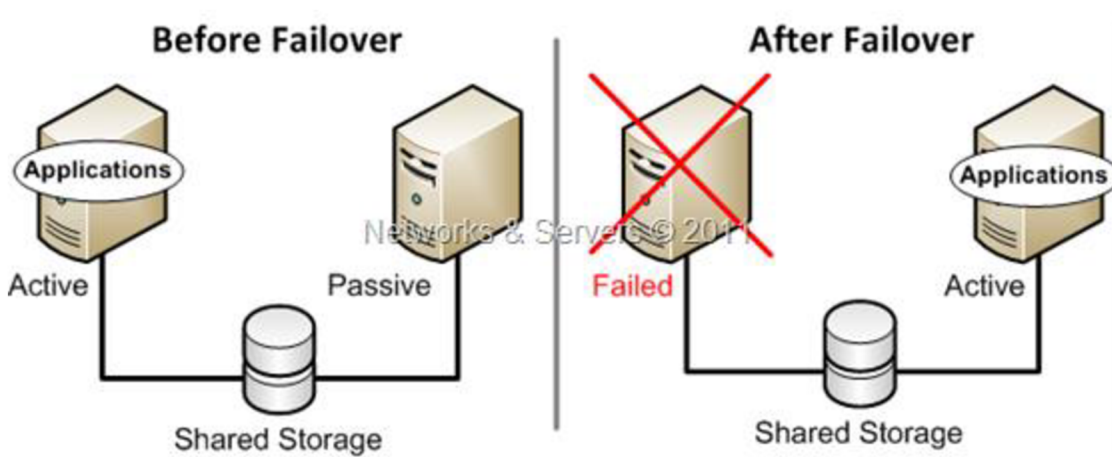 Before Failover
Applications
Active
Passive
Shared Storage
After Failover
Applications
Failed
Active
Shared Storage
Networks & Servers © 2011